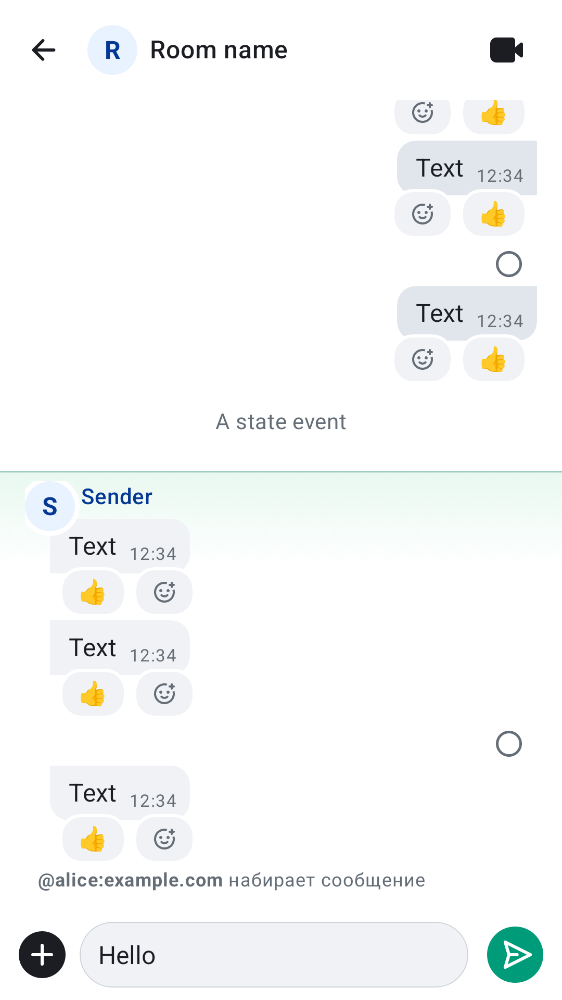 R Room name
👍
Text 12:34
👍
Text 12:34
👍
A state event
S Sender
Text 12:34
👍
Text 12:34
👍
Text 12:34
👍
@alice:example.com набирает сообщение
Hello